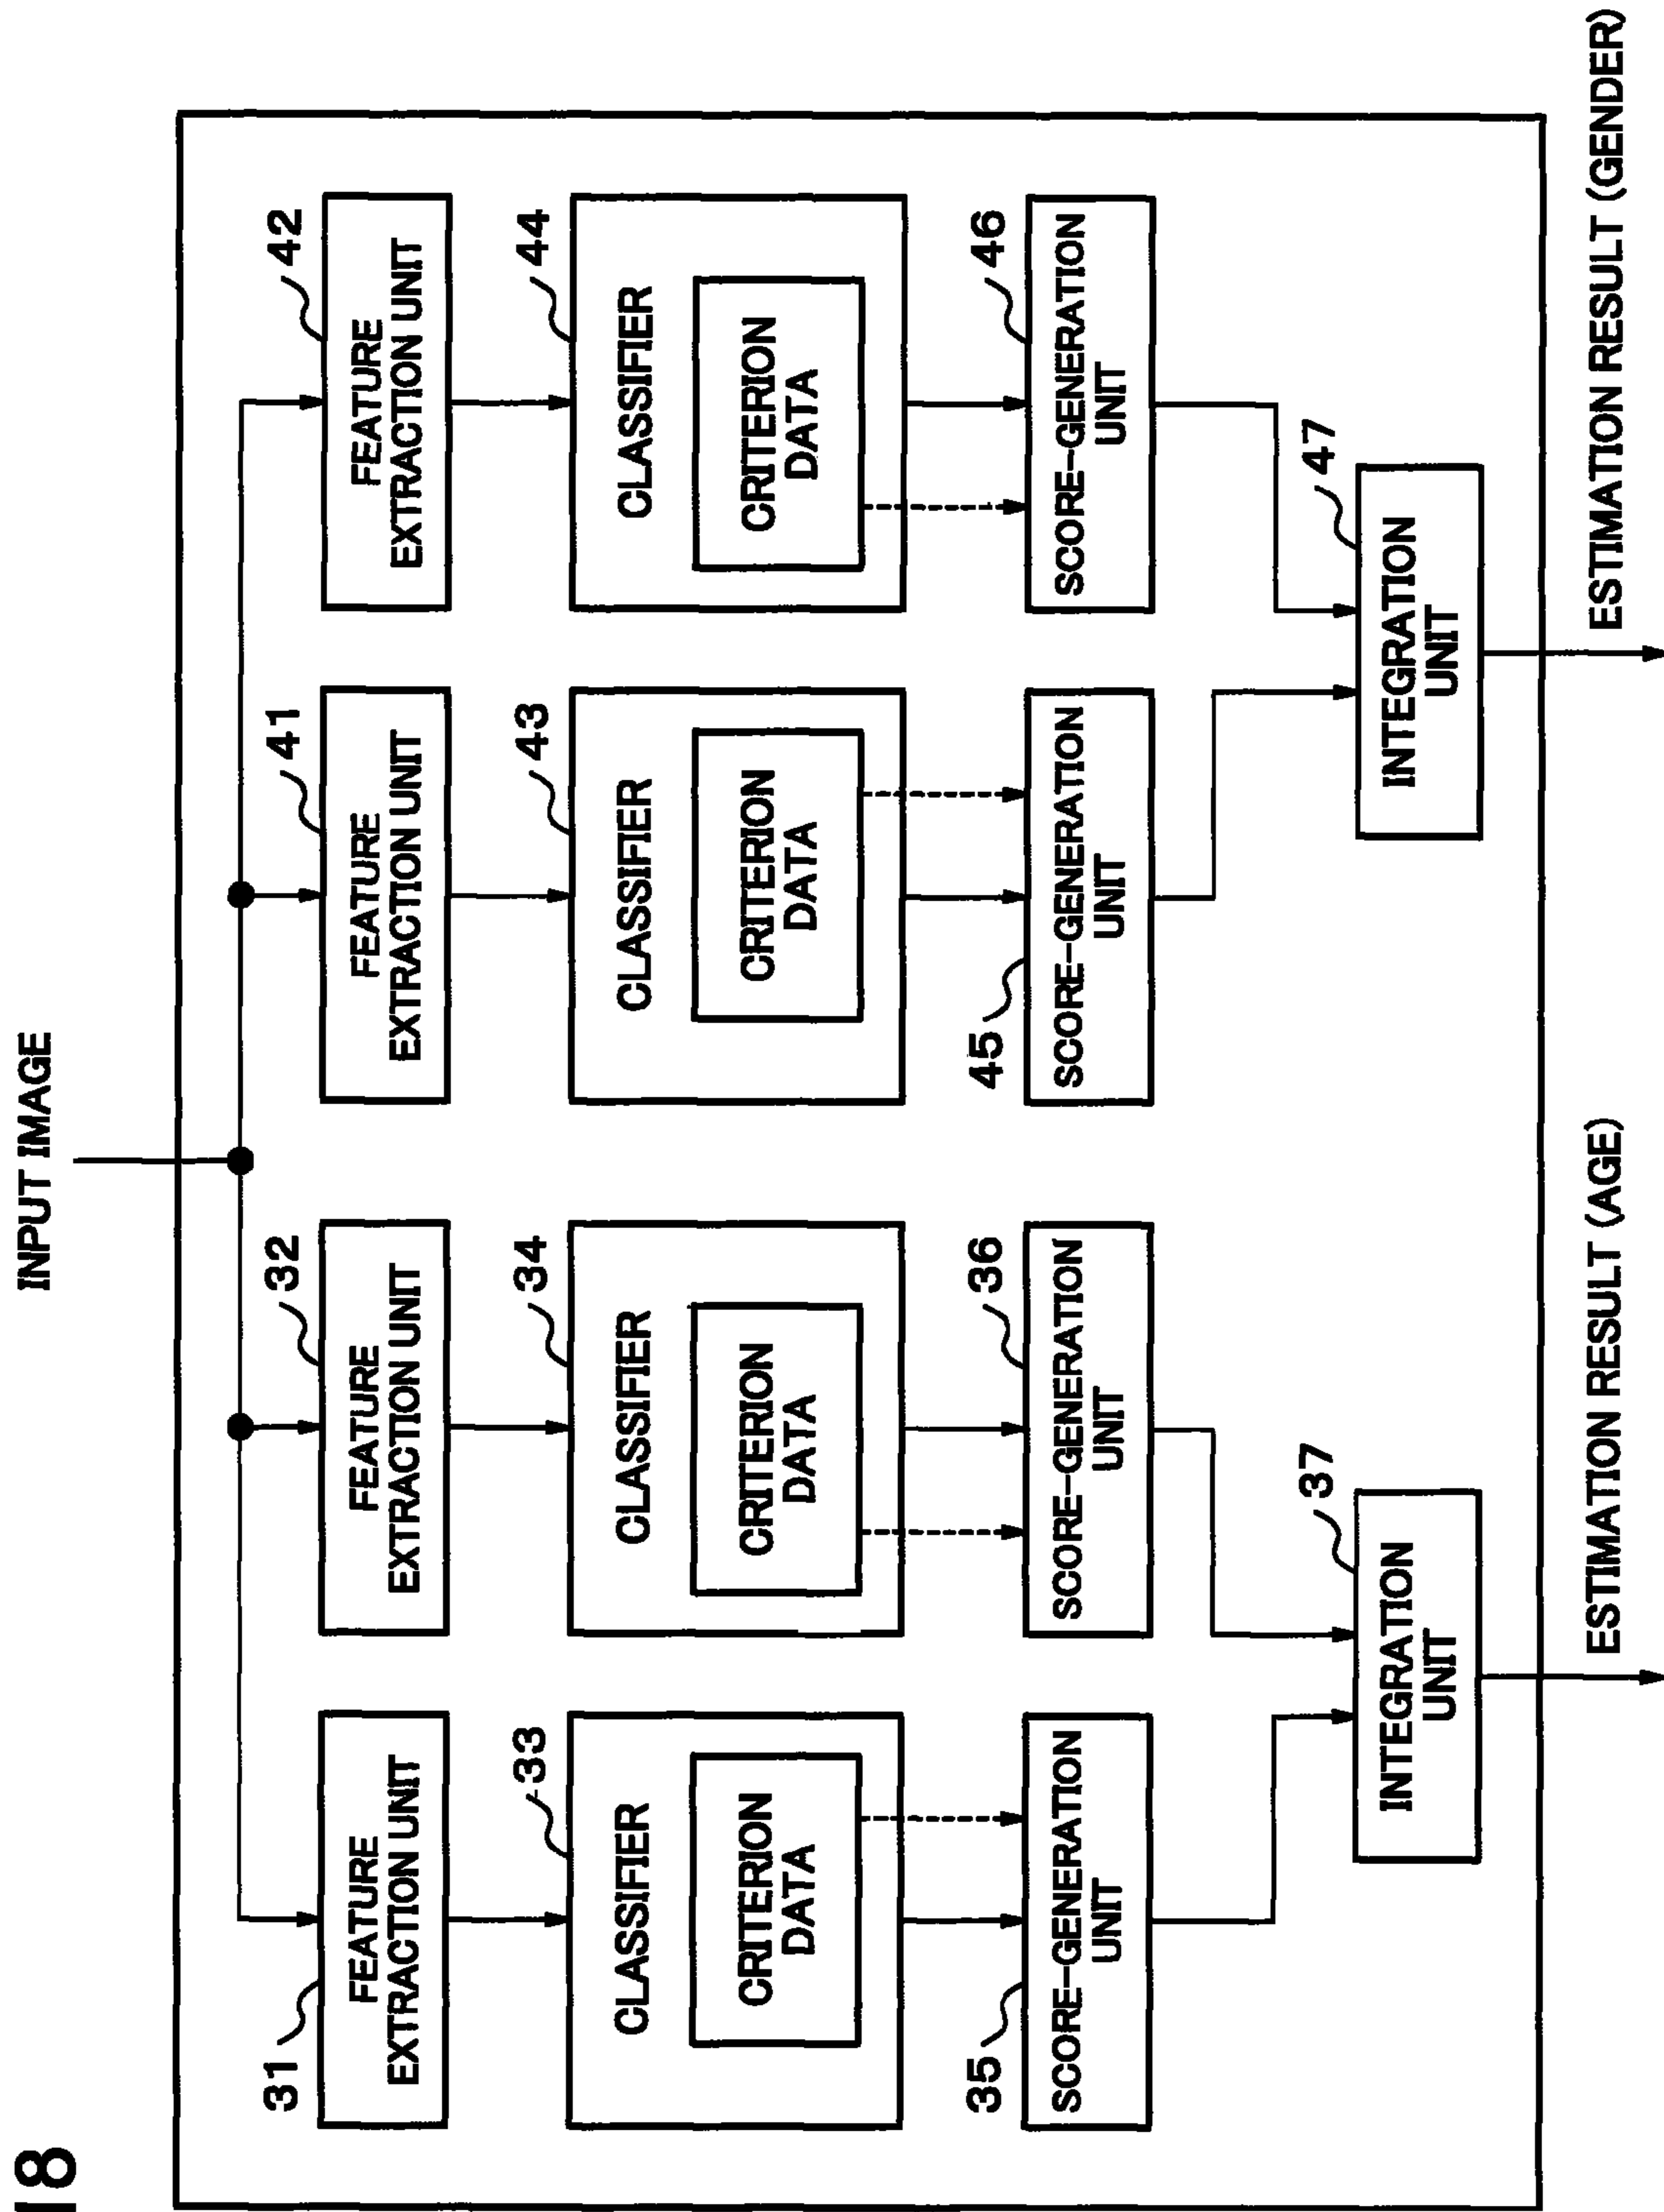 18
INPUT IMAGE
31
32
41
42
FEATURE
EXTRACTION UNIT
FEATURE
EXTRACTION UNIT
FEATURE
EXTRACTION UNIT
FEATURE
EXTRACTION UNIT
33
34
43
44
CLASSIFIER
CRITERION
DATA
CLASSIFIER
CRITERION
DATA
CLASSIFIER
CRITERION
DATA
CLASSIFIER
CRITERION
DATA
35
36
45
46
SCORE-GENERATION
UNIT
SCORE-GENERATION
UNIT
SCORE-GENERATION
UNIT
SCORE-GENERATION
UNIT
37
47
INTEGRATION
UNIT
INTEGRATION
UNIT
ESTIMATION RESULT (AGE)
ESTIMATION RESULT (GENDER)